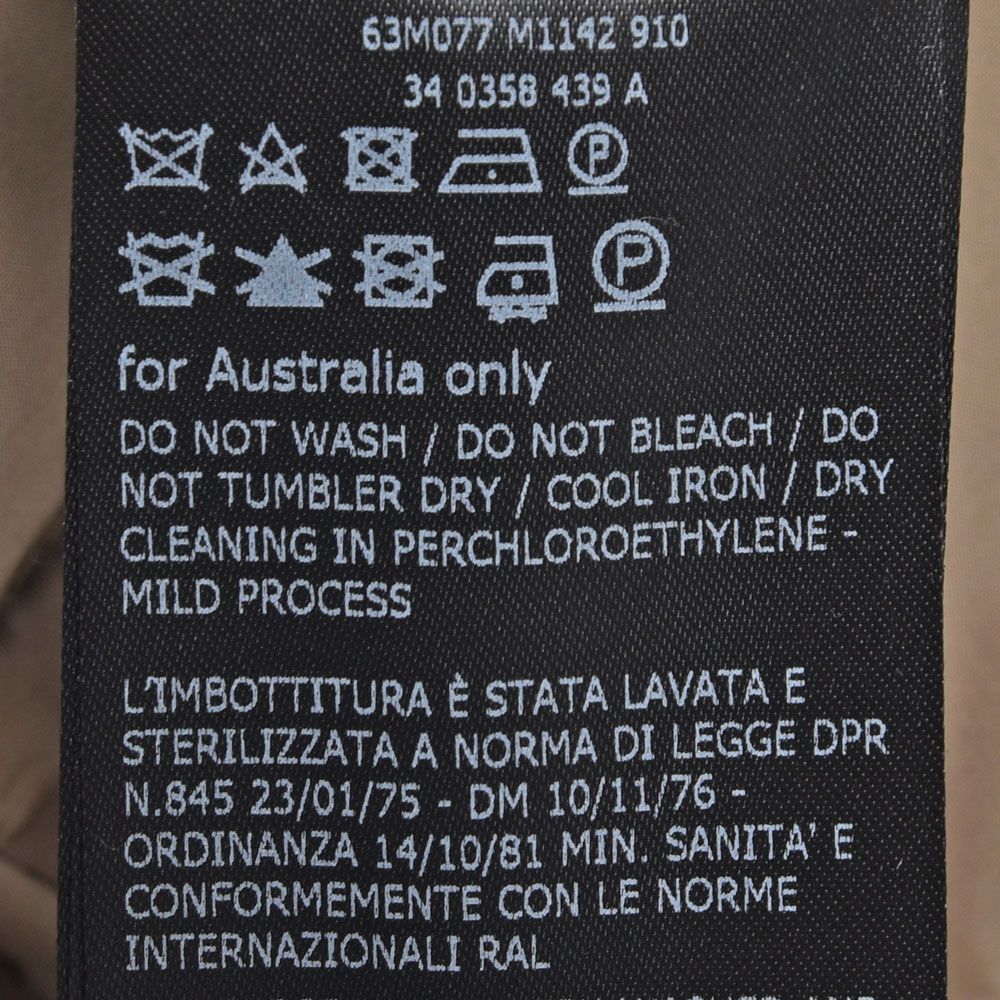 63M077 M1142 910
34 0358 439 A
P
P
for Australia only
DO NOT WASH / DO NOT BLEACH / DO
NOT TUMBLER DRY / COOL IRON / DRY
CLEANING IN PERCHLOROETHYLENE -
MILD PROCESS
L'IMBOTTITURA È STATA LAVATA E
STERILIZZATA A NORMA DI LEGGE DPR
N.845 23/01/75 - DM 10/11/76 -
ORDINANZA 14/10/81 MIN. SANITA' E
CONFORMEMENTE CON LE NORME
INTERNAZIONALI RAL